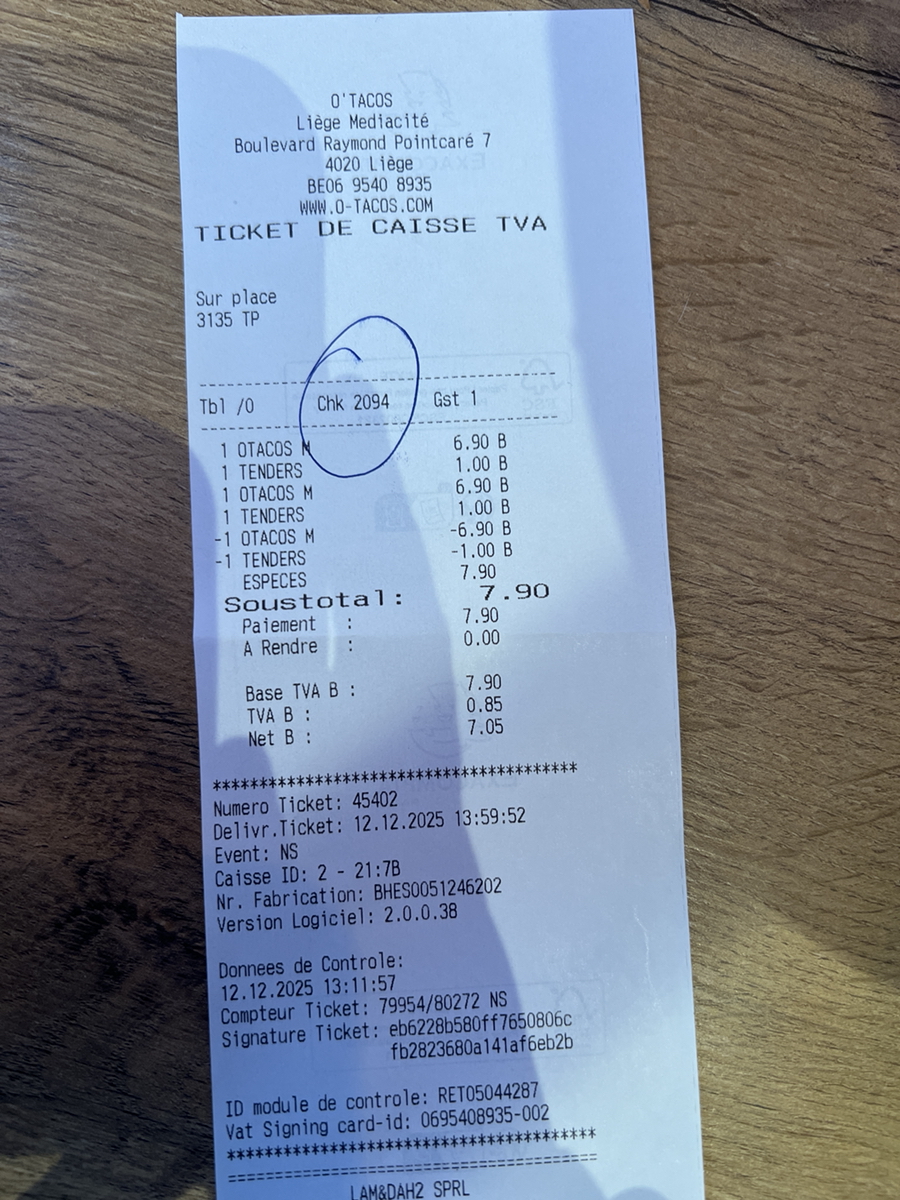 O'TACOS
Liège Mediacité
Boulevard Raymond Pointcaré 7
4020 Liège
BE06 9540 8935
WWW.O-TACOS.COM
TICKET DE CAISSE TVA
Sur place
3135 TP
----------------------------------------
Tbl /0 Chk 2094 Gst 1
----------------------------------------
1 OTACOS M 6.90 B
1 TENDERS 1.00 B
1 OTACOS M 6.90 B
1 TENDERS 1.00 B
-1 OTACOS M -6.90 B
-1 TENDERS -1.00 B
ESPECES 7.90
Soustotal: 7.90
Paiement : 7.90
A Rendre : 0.00
Base TVA B : 7.90
TVA B : 0.85
Net B : 7.05
****************************************
Numero Ticket: 45402
Delivr.Ticket: 12.12.2025 13:59:52
Event: NS
Caisse ID: 2 - 21:7B
Nr. Fabrication: BHES0051246202
Version Logiciel: 2.0.0.38
Donnees de Controle:
12.12.2025 13:11:57
Compteur Ticket: 79954/80272 NS
Signature Ticket: eb6228b580ff7650806c
fb2823680a141af6eb2b
ID module de controle: RET05044287
Vat Signing card-id: 0695408935-002
****************************************
========================================
LAM&DAH2 SPRL